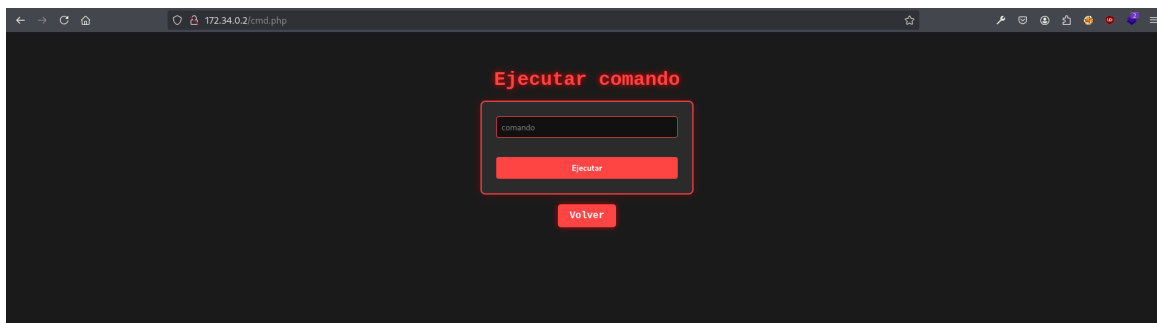 172.34.0.2/cmd.php
Ejecutar comando
comando
Ejecutar
Volver